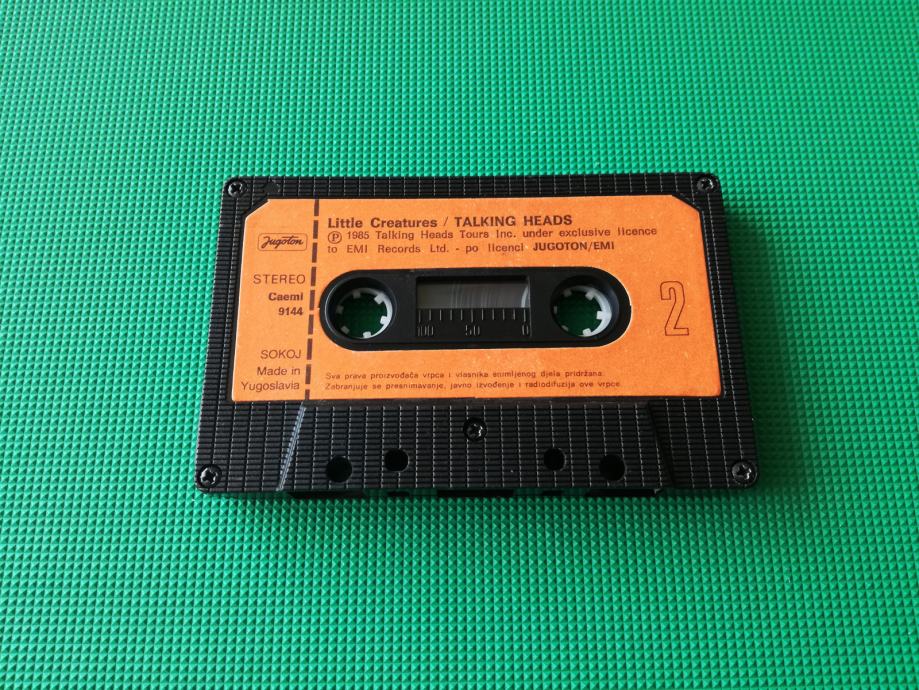 Little Creatures / TALKING HEADS
Ⓟ 1985 Talking Heads Tours Inc. under exclusive licence
to EMI Records Ltd. - po licenci JUGOTON/EMI
Jugoton
STEREO
Caemi
9144
SOKOJ
Made in
Yugoslavia
2
100 50 0
Sva prava proizvođača vrpce i vlasnika snimljenog djela pridržana.
Zabranjuje se presnimavanje, javno izvođenje i radiodifuzija ove vrpce.